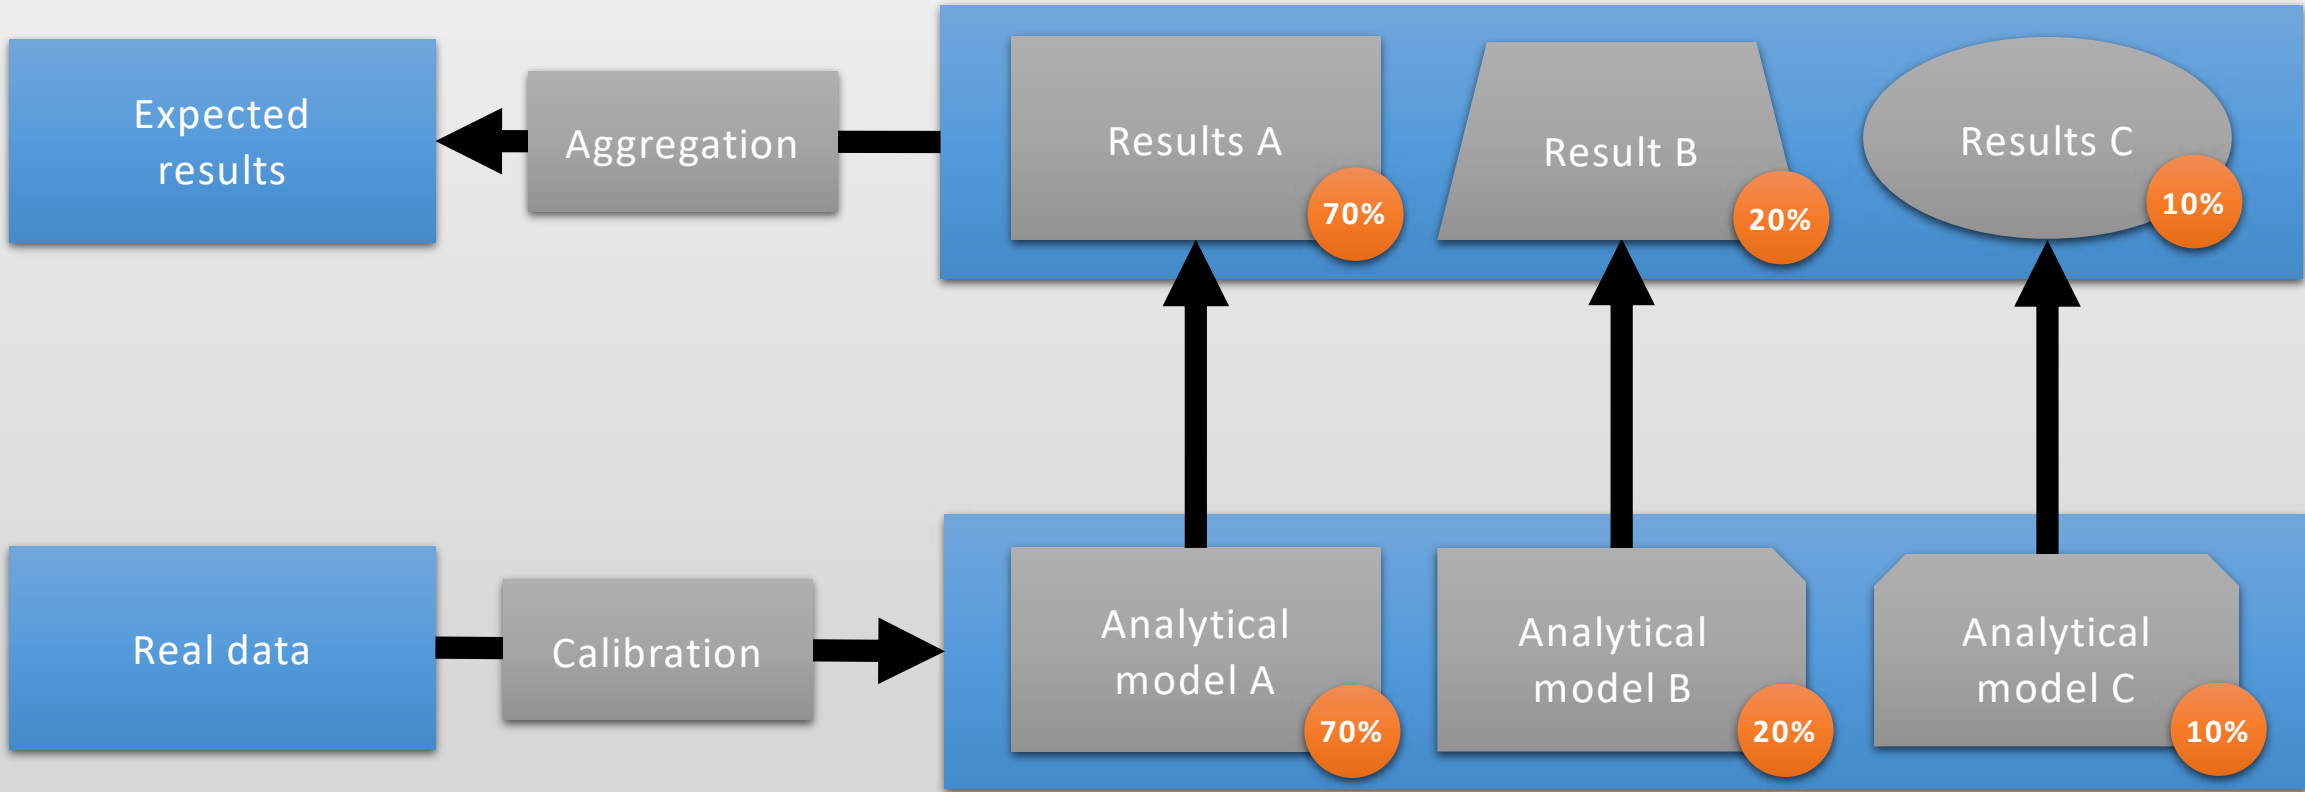 Expected
results
Aggregation
Results A
70%
Result B
20%
Results C
10%
Real data
Calibration
Analytical
model A
70%
Analytical
model B
20%
Analytical
model C
10%